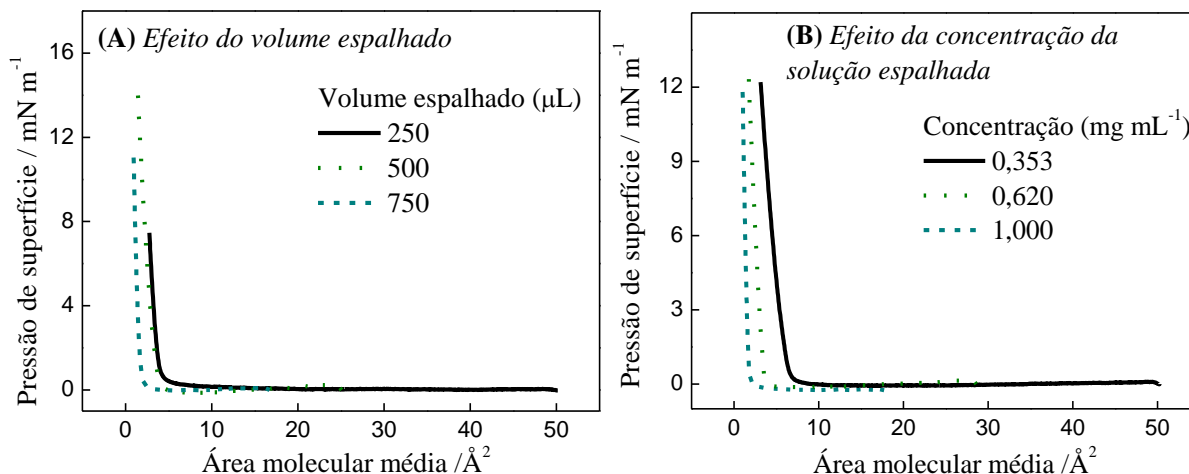 (A) Efeito do volume espalhado
Volume espalhado (μL)
250
500
750
Pressão de superfície / mN m-1
16
12
8
4
0
0 10 20 30 40 50
Área molecular média /Å2
(B) Efeito da concentração da
solução espalhada
Concentração (mg mL-1)
0,353
0,620
1,000
Pressão de superfície / mN m-1
12
9
6
3
0
0 10 20 30 40 50
Área molecular média /Å2